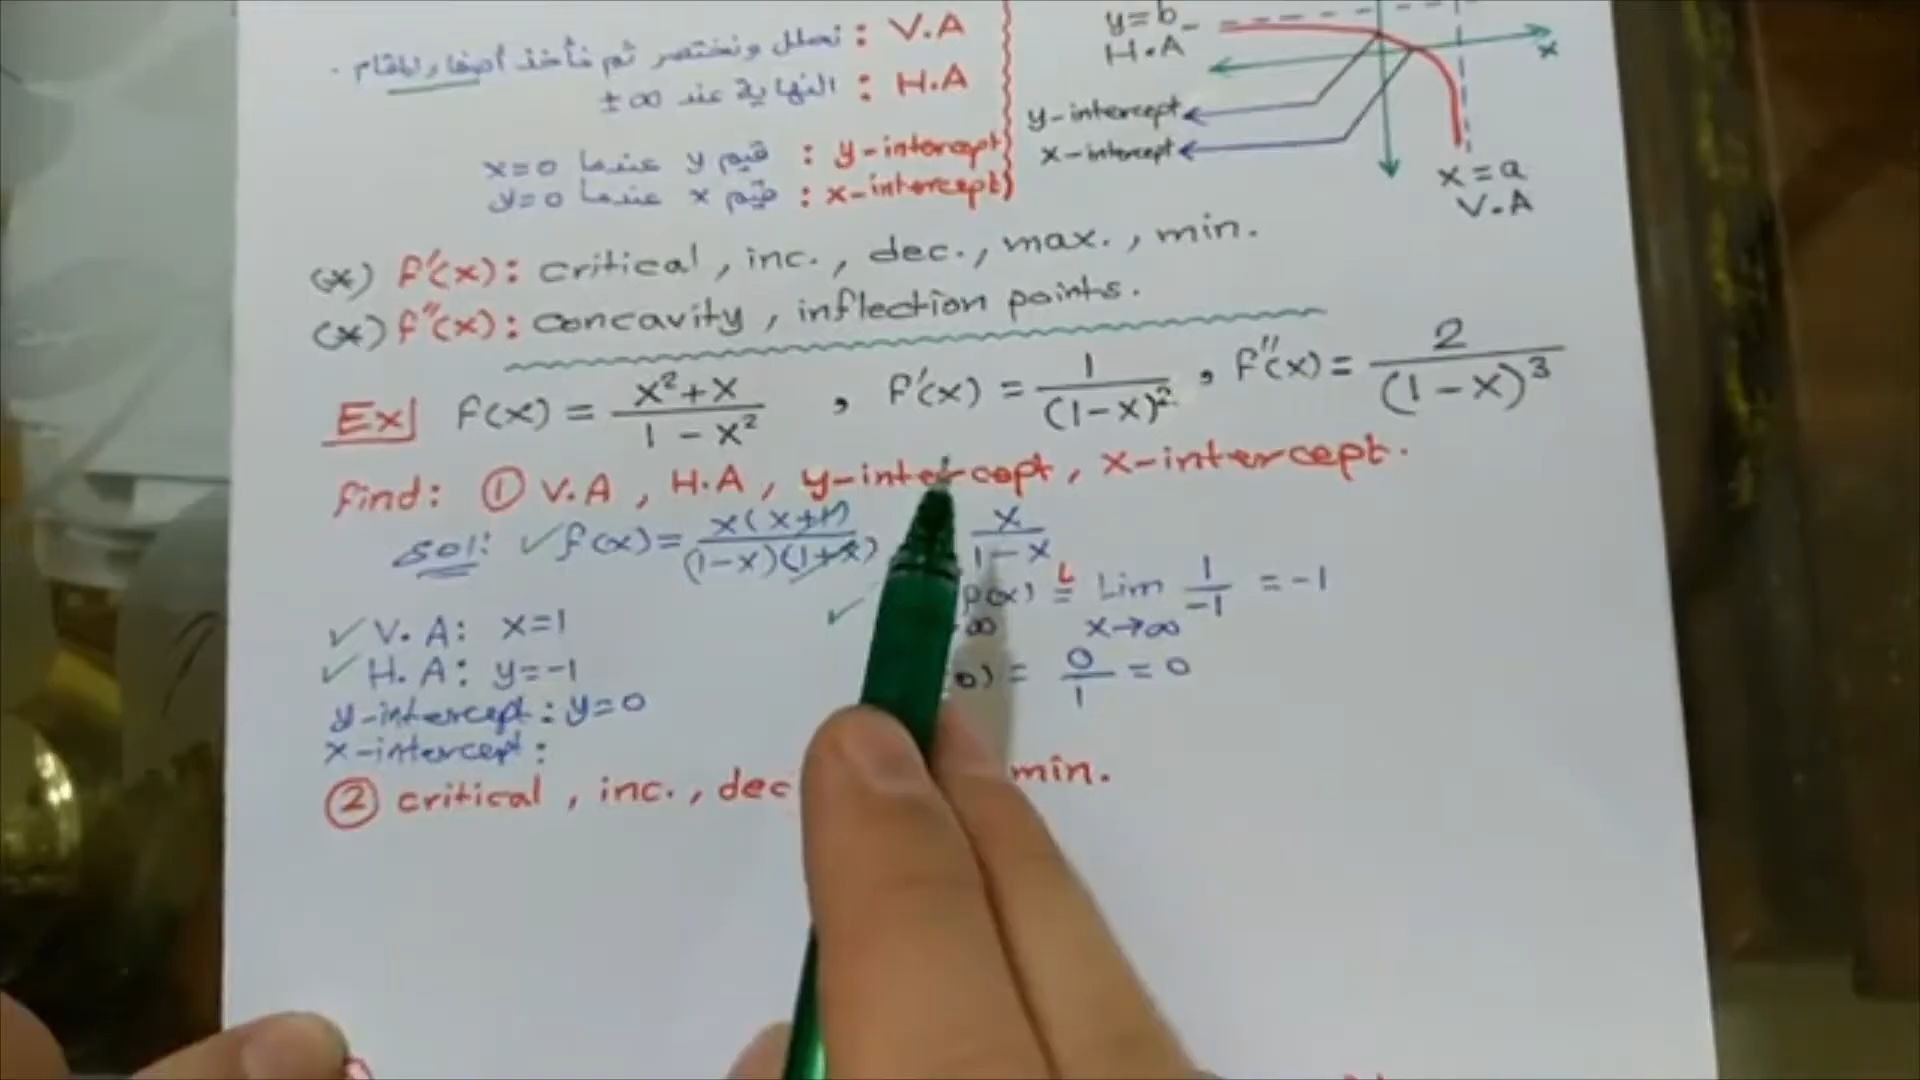 V.A : نحلل ونختصر ثم نأخذ أصفار المقام .
H.A : النهاية عند ±∞
y-intercept : قيم y عندما x=0
x-intercept : قيم x عندما y=0
y=b
H.A
x
y-intercept
x-intercept
x=a
V.A
(*) f'(x): critical, inc., dec., max., min.
(*) f''(x): concavity, inflection points.
Ex] f(x) = (x²+x)/(1-x²) , f'(x) = 1/(1-x)² , f''(x) = 2/(1-x)³
find: ① V.A, H.A, y-intercept, x-intercept.
sol: ✓ f(x) = x(x+1)/((1-x)(1+x)) x/(1-x)
✓ V.A: x=1
✓ f(x) L= Lim x→∞ 1/-1 = -1
✓ H.A: y=-1
0) = 0/1 = 0
y-intercept: y=0
x-intercept:
② critical, inc., dec min.